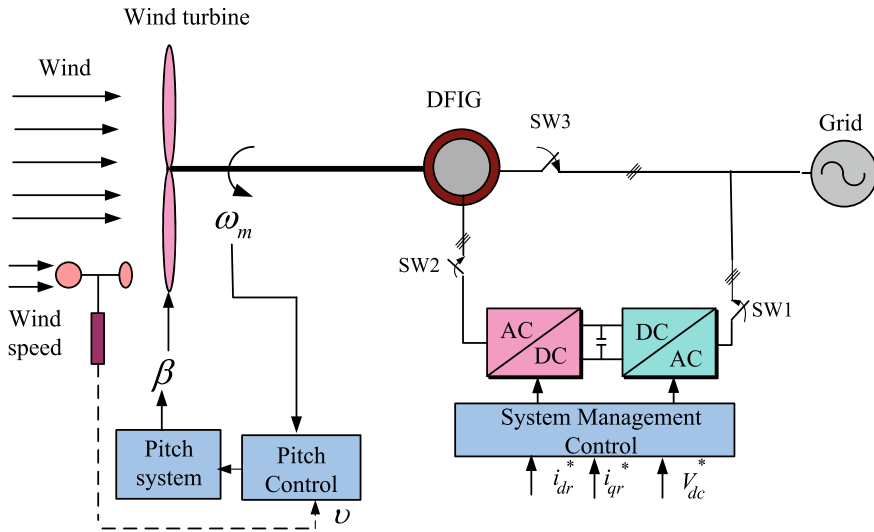 Wind turbine
Wind
DFIG
SW3
Grid
ω_m
SW2
Wind
speed
SW1
AC
DC
DC
AC
β
System Management
Control
Pitch
system
Pitch
Control
i_dr^*
i_qr^*
V_dc^*
υ